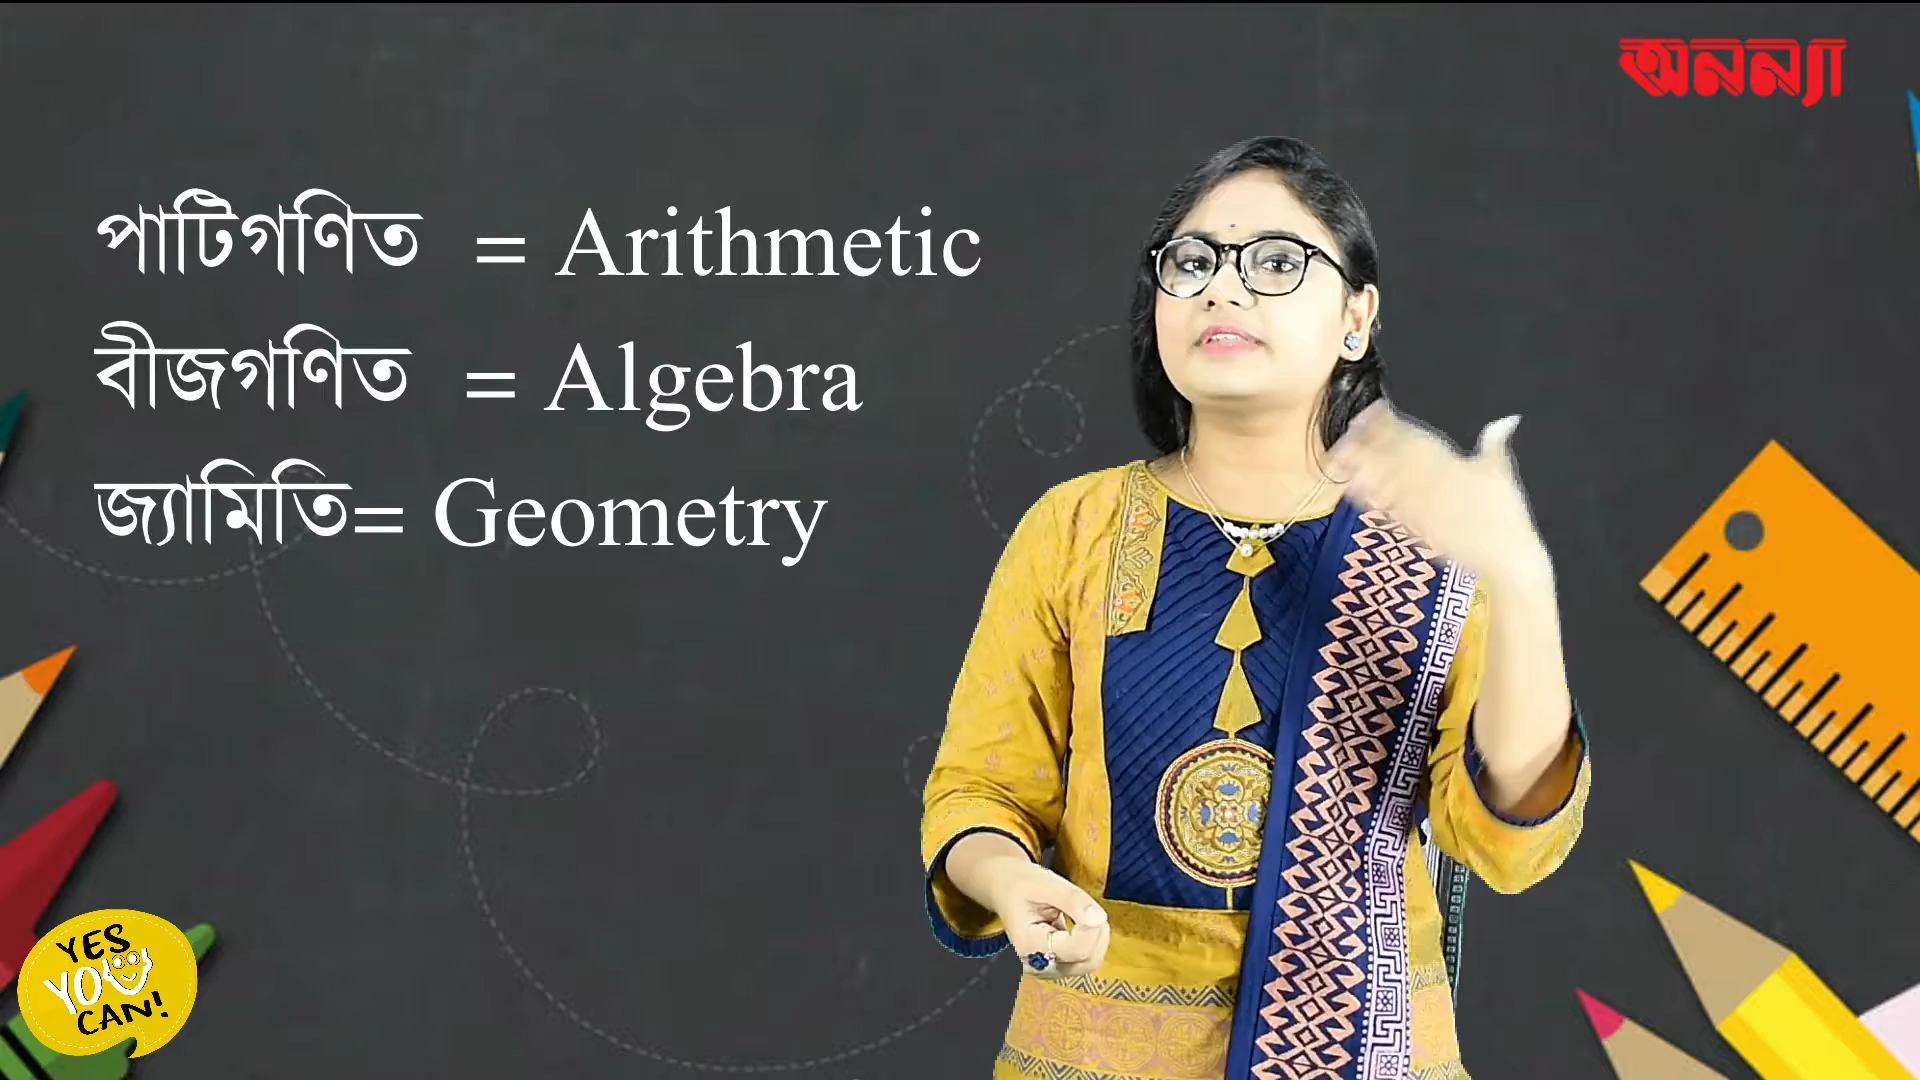 অনন্যা
পাটিগণিত = Arithmetic
বীজগণিত = Algebra
জ্যামিতি= Geometry
YES
YOU
CAN!